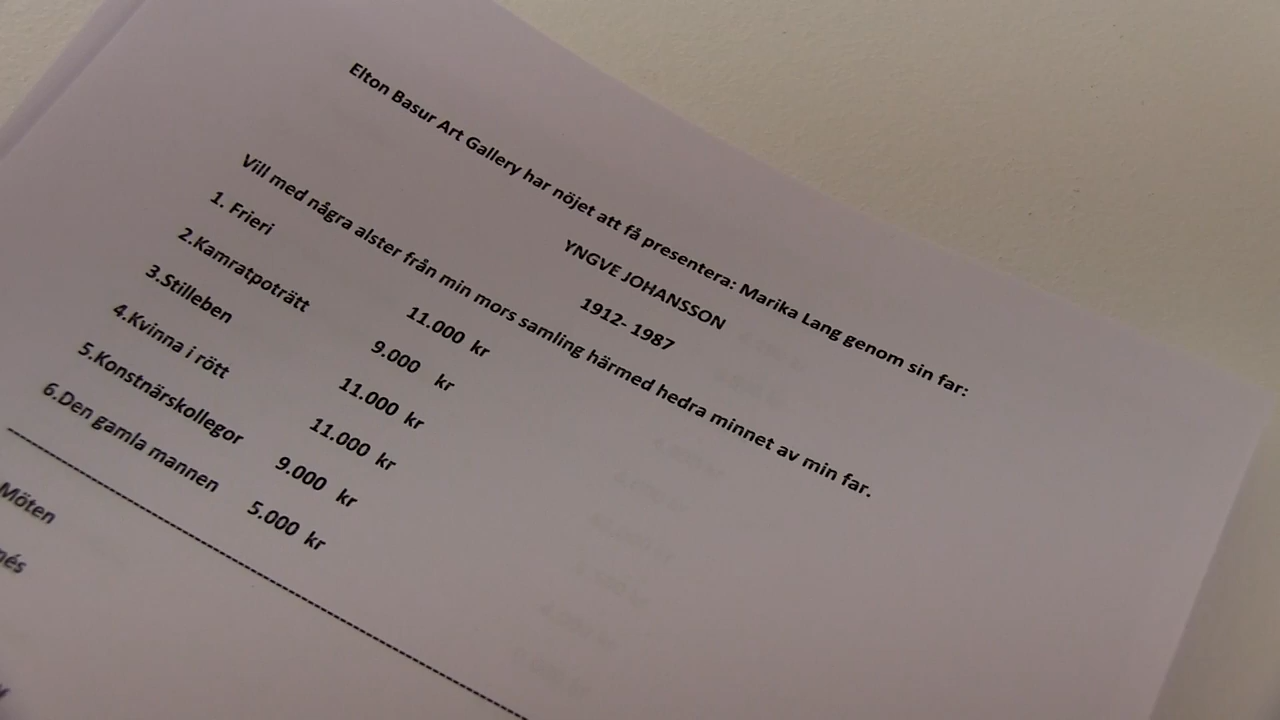 Elton Basur Art Gallery har nöjet att få presentera: Marika Lang genom sin far:
YNGVE JOHANSSON
1912- 1987
Vill med några alster från min mors samling härmed hedra minnet av min far.
1. Frieri 11.000 kr
2.Kamratpoträtt 9.000 kr
3.Stilleben 11.000 kr
4.Kvinna i rött 11.000 kr
5.Konstnärskollegor 9.000 kr
6.Den gamla mannen 5.000 kr
Möten